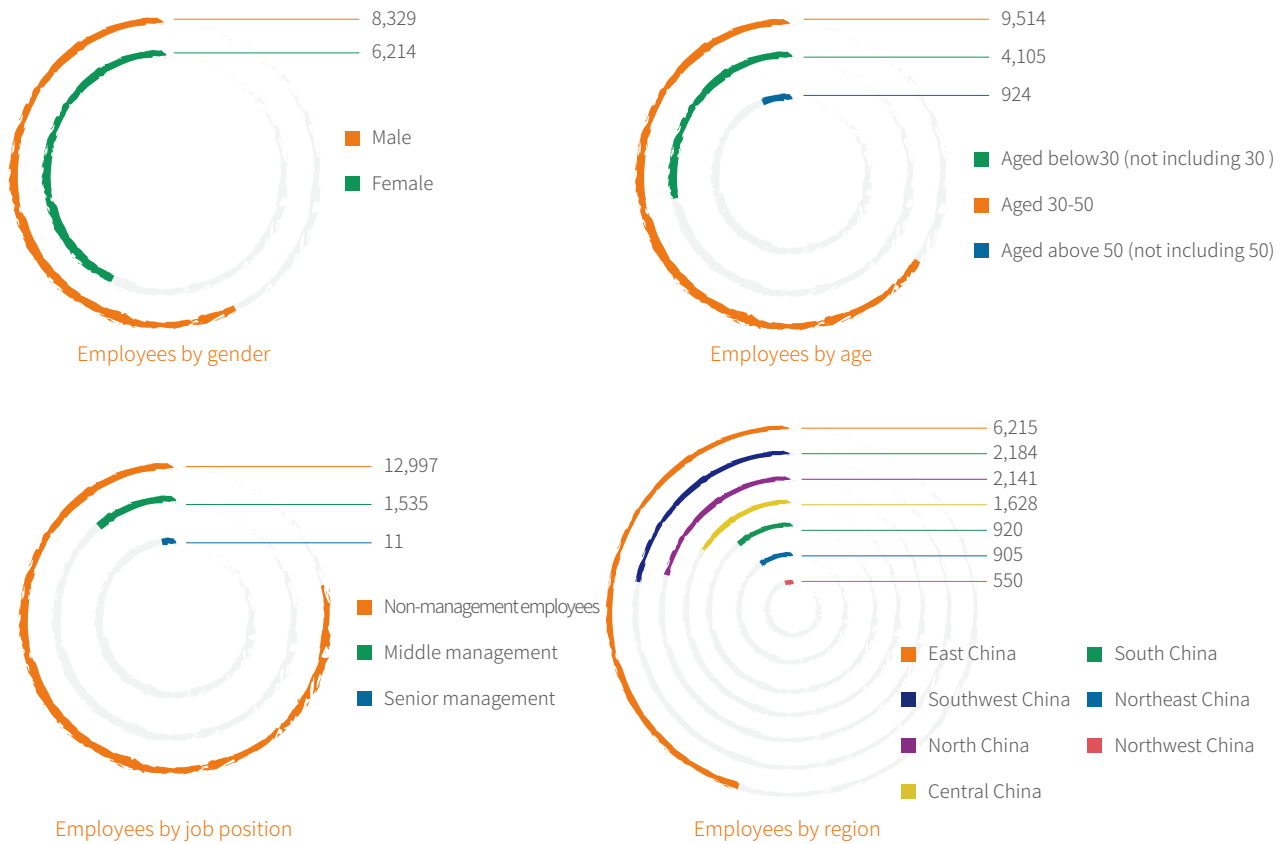 8,329
6,214
Male
Female
Employees by gender
9,514
4,105
924
Aged below30 (not including 30 )
Aged 30-50
Aged above 50 (not including 50)
Employees by age
12,997
1,535
11
Non-management employees
Middle management
Senior management
Employees by job position
6,215
2,184
2,141
1,628
920
905
550
East China
South China
Southwest China
Northeast China
North China
Northwest China
Central China
Employees by region